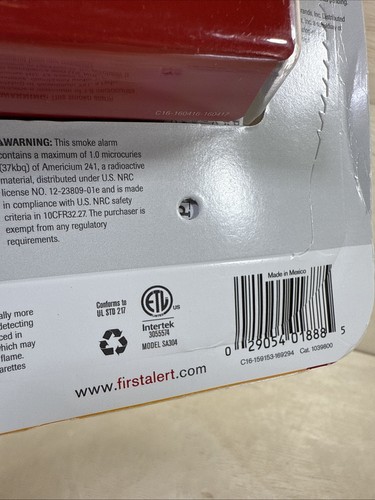 C16-160416-160417
WARNING: This smoke alarm
contains a maximum of 1.0 microcuries
(37kbq) of Americium 241, a radioactive
material, distributed under U.S. NRC
license NO. 12-23809-01e and is made
in compliance with U.S. NRC safety
criteria in 10CFR32.27. The purchaser is
exempt from any regulatory
requirements.
ally more
detecting
ced in
which may
flame.
arettes
Conforms to
UL STD 217
ETL
US
Intertek
3055574
MODEL SA304
Made in Mexico
0 29054 01888 5
C16-159153-169294 Cat. 1039800
www.firstalert.com